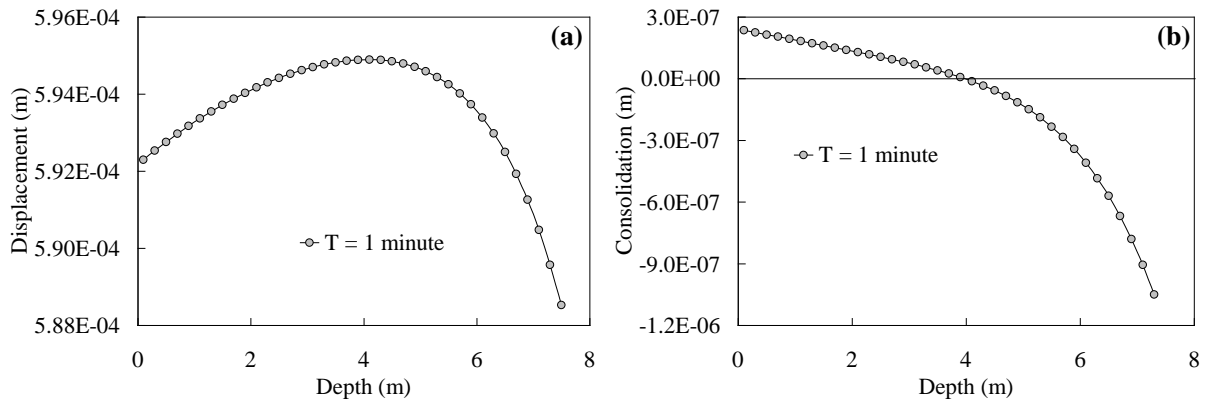 (a)
Displacement (m)
5.96E-04
5.94E-04
5.92E-04
5.90E-04
5.88E-04
T = 1 minute
0 2 4 6 8
Depth (m)
(b)
Consolidation (m)
3.0E-07
0.0E+00
-3.0E-07
-6.0E-07
-9.0E-07
-1.2E-06
T = 1 minute
0 2 4 6 8
Depth (m)